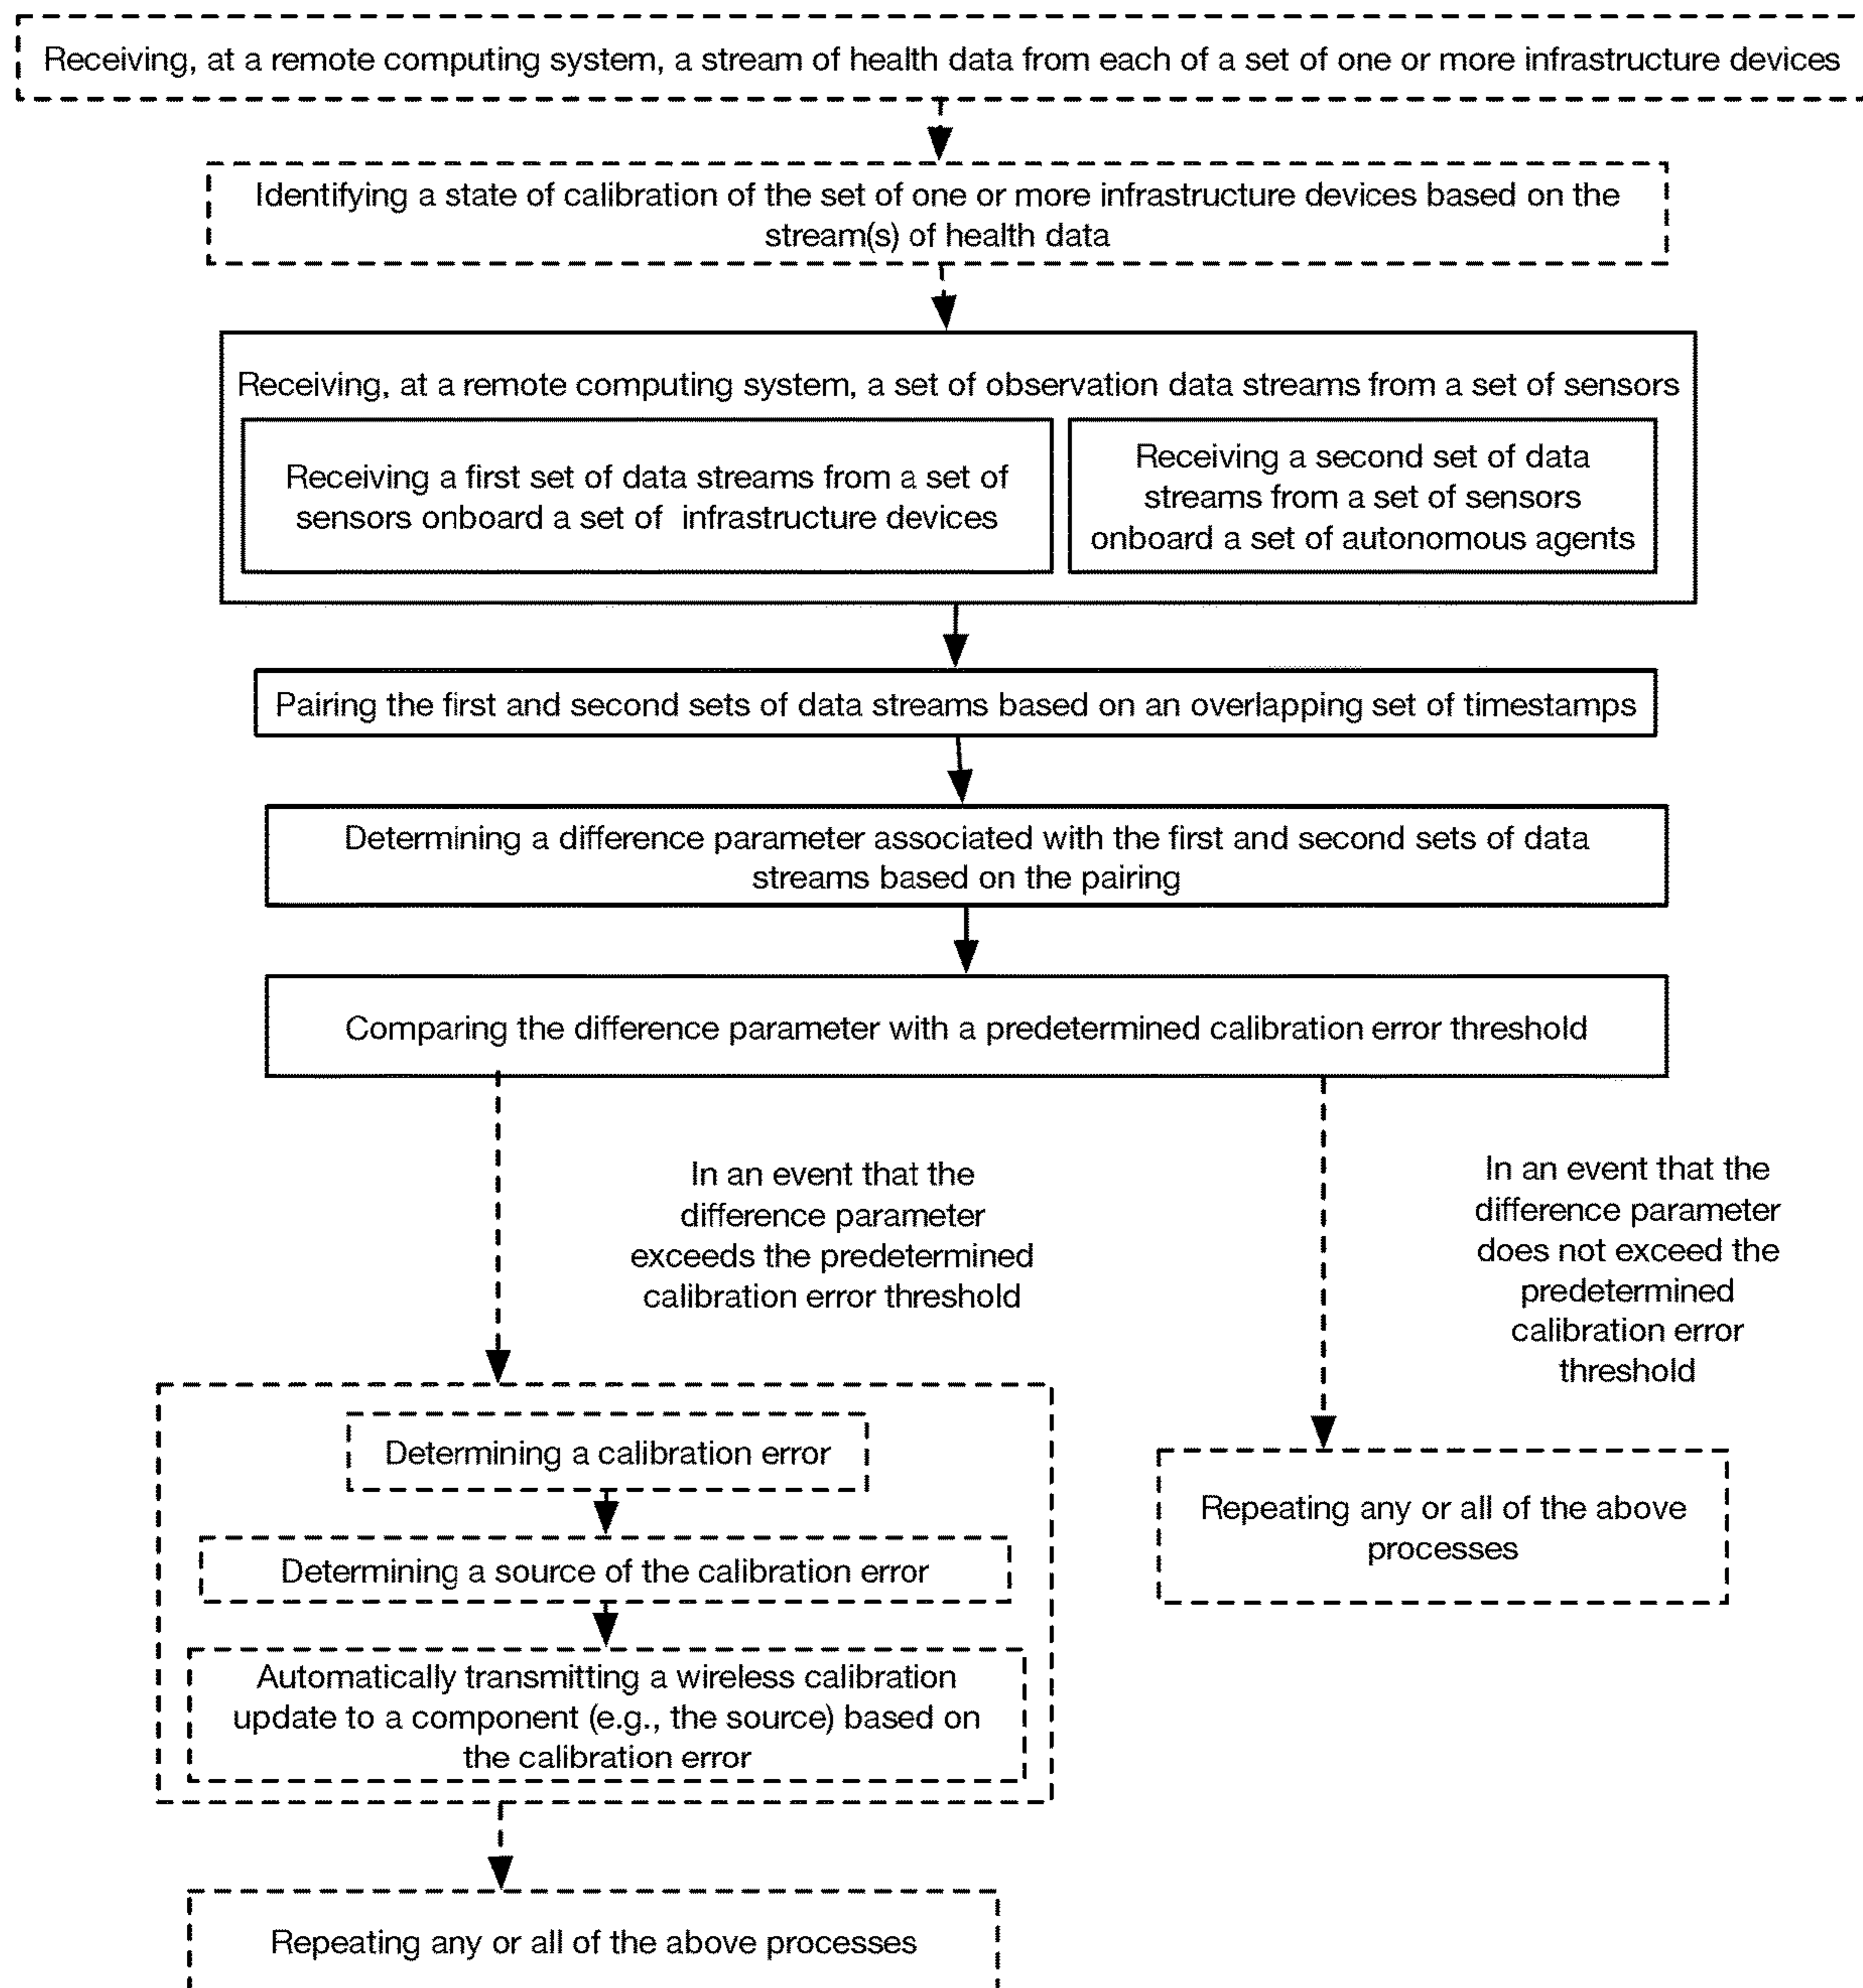 Receiving, at a remote computing system, a stream of health data from each of a set of one or more infrastructure devices
Identifying a state of calibration of the set of one or more infrastructure devices based on the
stream(s) of health data
Receiving, at a remote computing system, a set of observation data streams from a set of sensors
Receiving a first set of data streams from a set of
sensors onboard a set of infrastructure devices
Receiving a second set of data
streams from a set of sensors
onboard a set of autonomous agents
Pairing the first and second sets of data streams based on an overlapping set of timestamps
Determining a difference parameter associated with the first and second sets of data
streams based on the pairing
Comparing the difference parameter with a predetermined calibration error threshold
In an event that the
difference parameter
exceeds the predetermined
calibration error threshold
In an event that the
difference parameter
does not exceed the
predetermined
calibration error
threshold
Determining a calibration error
Determining a source of the calibration error
Automatically transmitting a wireless calibration
update to a component (e.g., the source) based on
the calibration error
Repeating any or all of the above
processes
Repeating any or all of the above processes